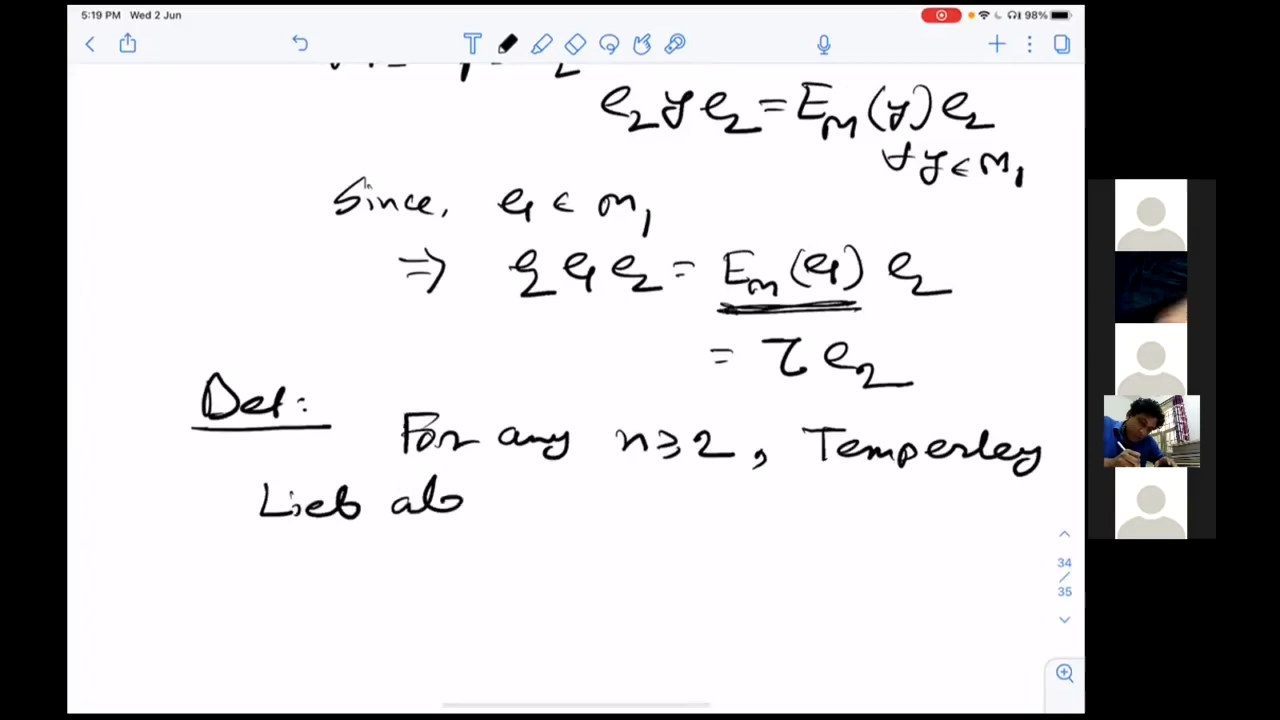 5:19 PM Wed 2 Jun
98%
T
e₂ y e₂ = E_M (y) e₂
∀ y ∈ M₁
Since, e₁ ∈ M₁
⇒ e₂ e₁ e₂ = E_M (e₁) e₂
= τ e₂
Def:
For any n ≥ 2, Temperley
Lieb alg
34
35